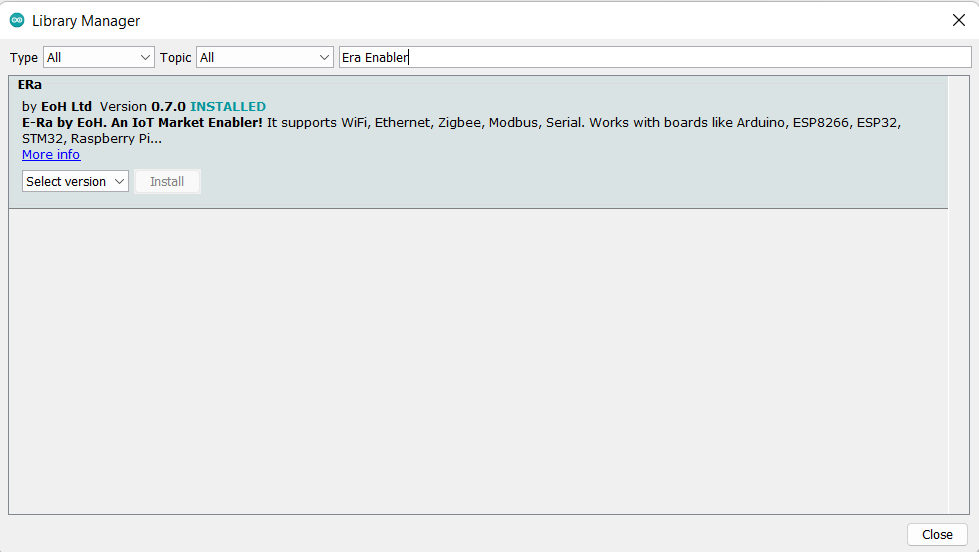 Library Manager
Type All Topic All Era Enabler
ERa
by EoH Ltd Version 0.7.0 INSTALLED
E-Ra by EoH. An IoT Market Enabler! It supports WiFi, Ethernet, Zigbee, Modbus, Serial. Works with boards like Arduino, ESP8266, ESP32,
STM32, Raspberry Pi...
More info
Select version Install
Close